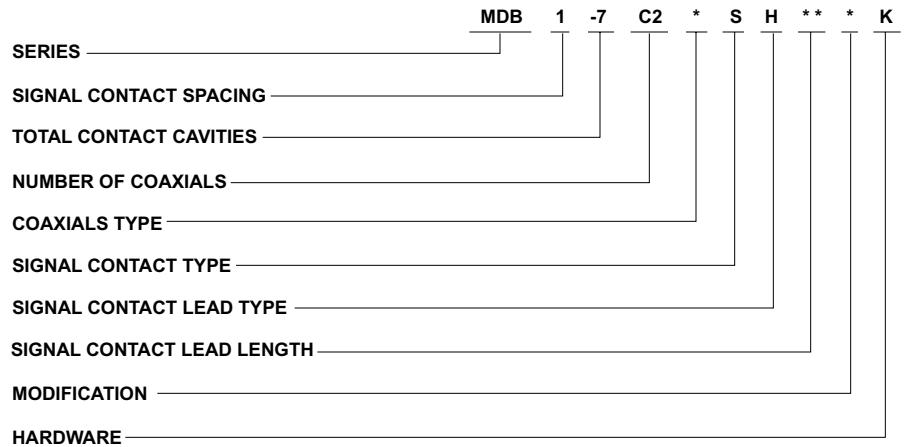 MDB 1 -7 C2 * S H ** * K
SERIES
SIGNAL CONTACT SPACING
TOTAL CONTACT CAVITIES
NUMBER OF COAXIALS
COAXIALS TYPE
SIGNAL CONTACT TYPE
SIGNAL CONTACT LEAD TYPE
SIGNAL CONTACT LEAD LENGTH
MODIFICATION
HARDWARE